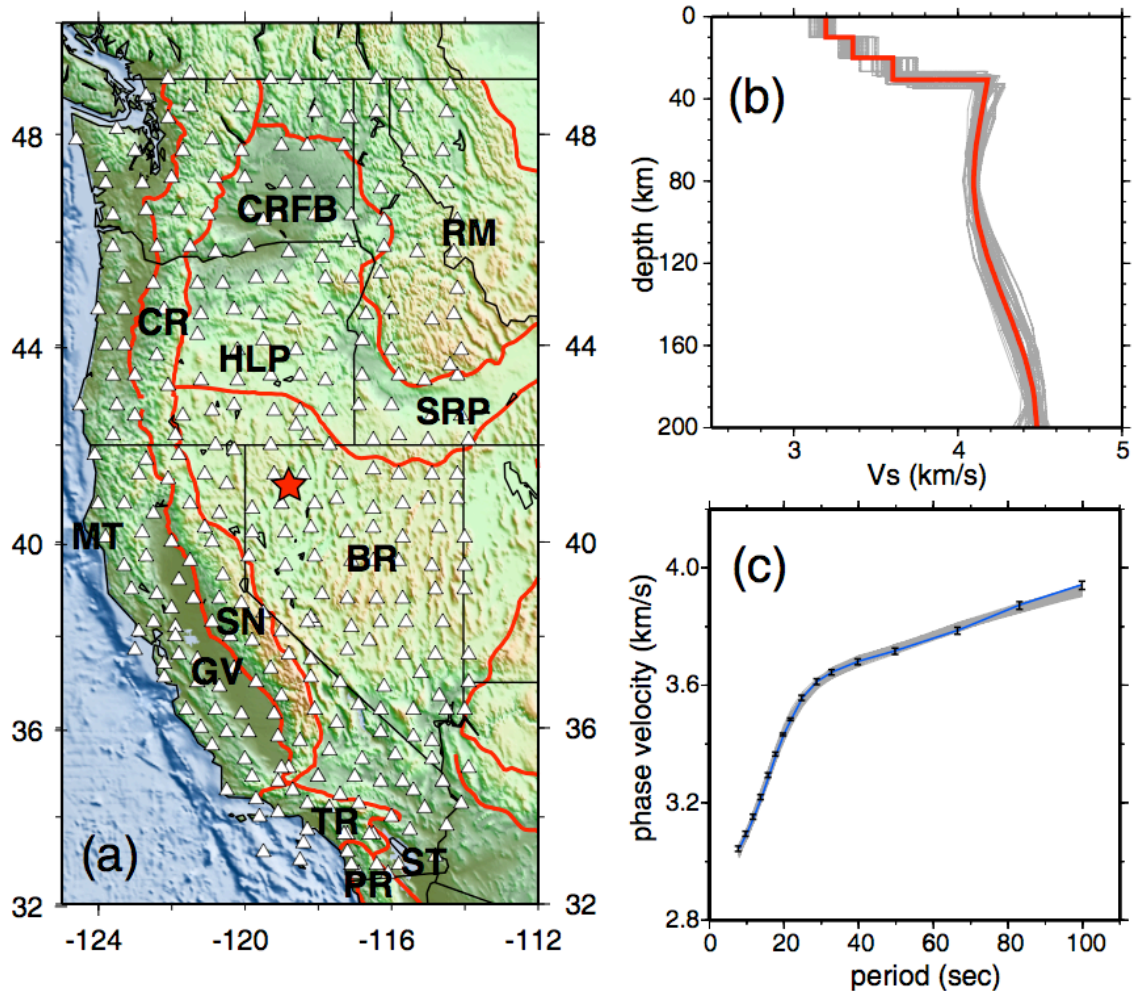 (a)
48
44
40
36
32
48
44
40
36
32
-124
-120
-116
-112
CRFB
RM
CR
HLP
SRP
MT
BR
SN
GV
TR
ST
PR
(b)
0
40
80
120
160
200
depth (km)
3
4
5
Vs (km/s)
(c)
4.0
3.6
3.2
2.8
phase velocity (km/s)
0
20
40
60
80
100
period (sec)